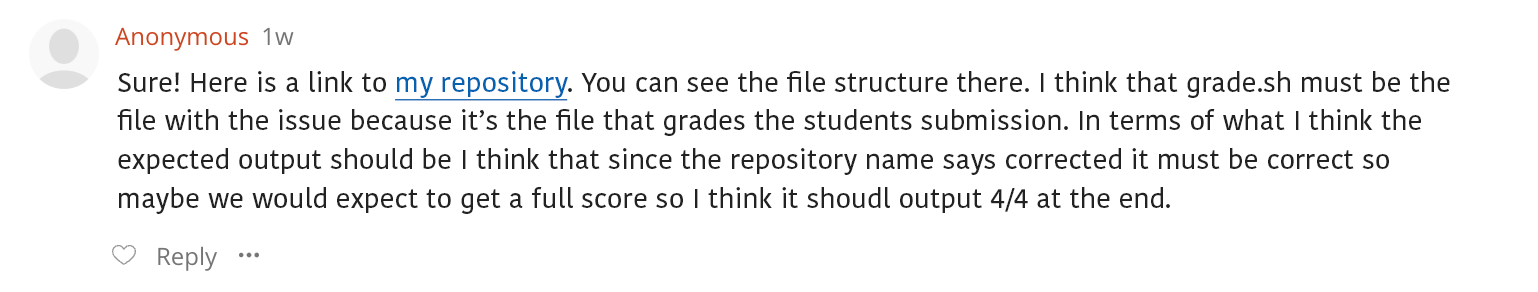 Anonymous 1w
Sure! Here is a link to my repository. You can see the file structure there. I think that grade.sh must be the
file with the issue because it’s the file that grades the students submission. In terms of what I think the
expected output should be I think that since the repository name says corrected it must be correct so
maybe we would expect to get a full score so I think it shoudl output 4/4 at the end.
Reply ···